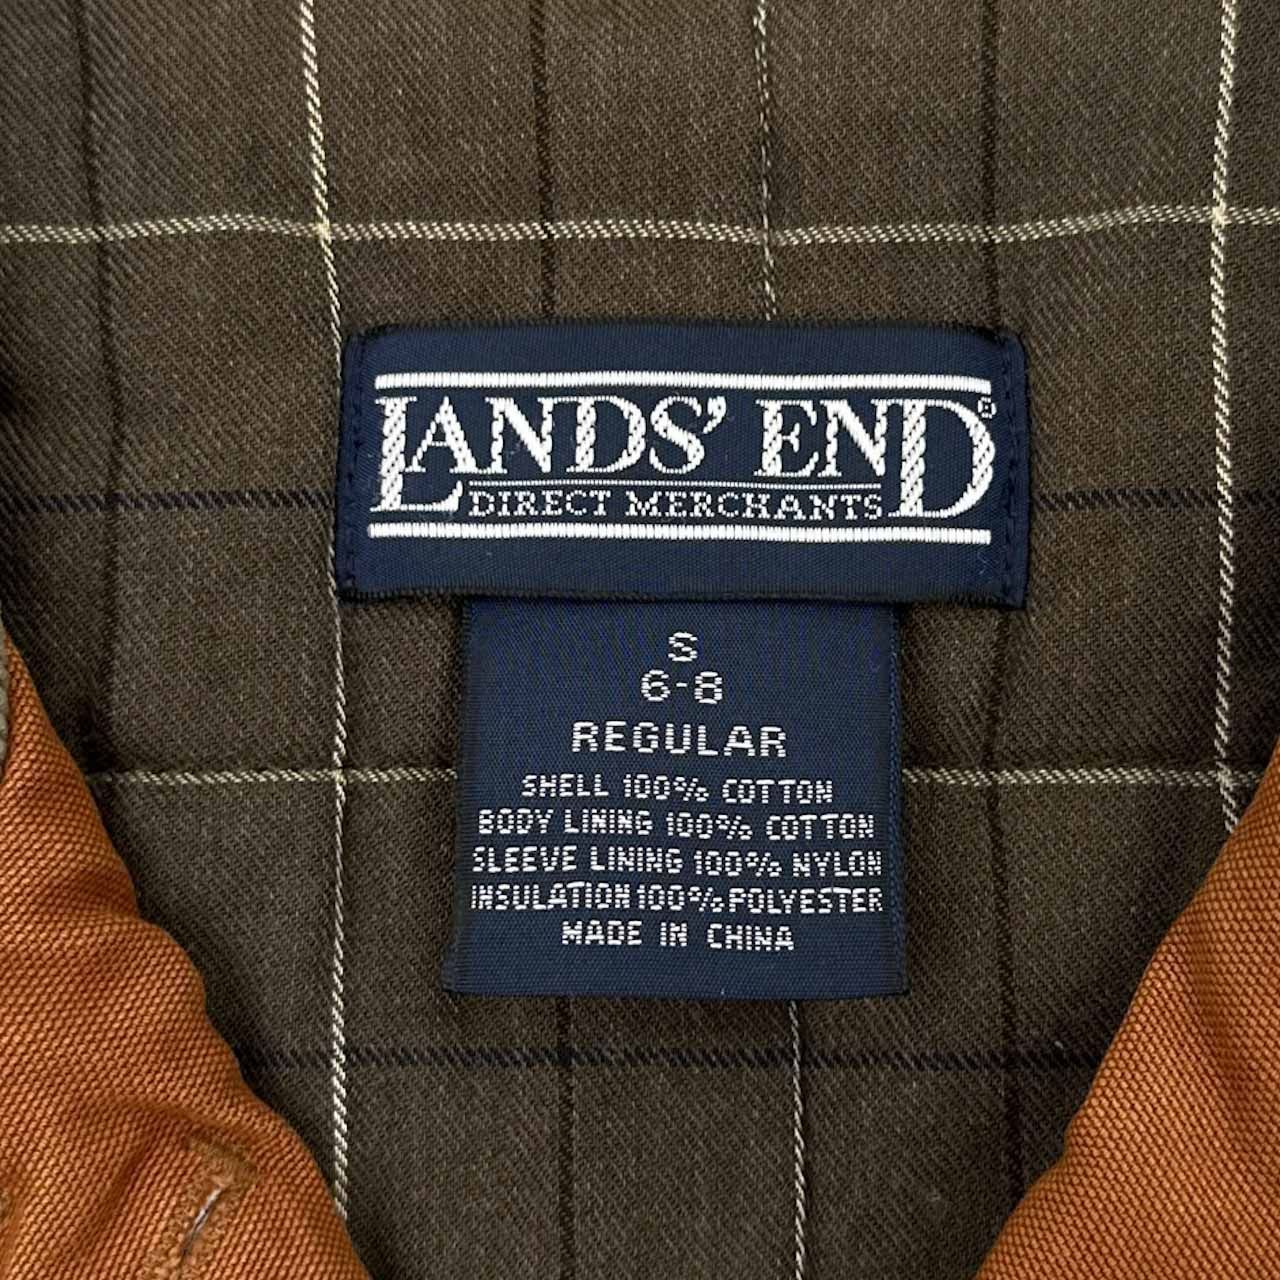 LANDS' END®
DIRECT MERCHANTS
S
6-8
REGULAR
SHELL 100% COTTON
BODY LINING 100% COTTON
SLEEVE LINING 100% NYLON
INSULATION 100% POLYESTER
MADE IN CHINA